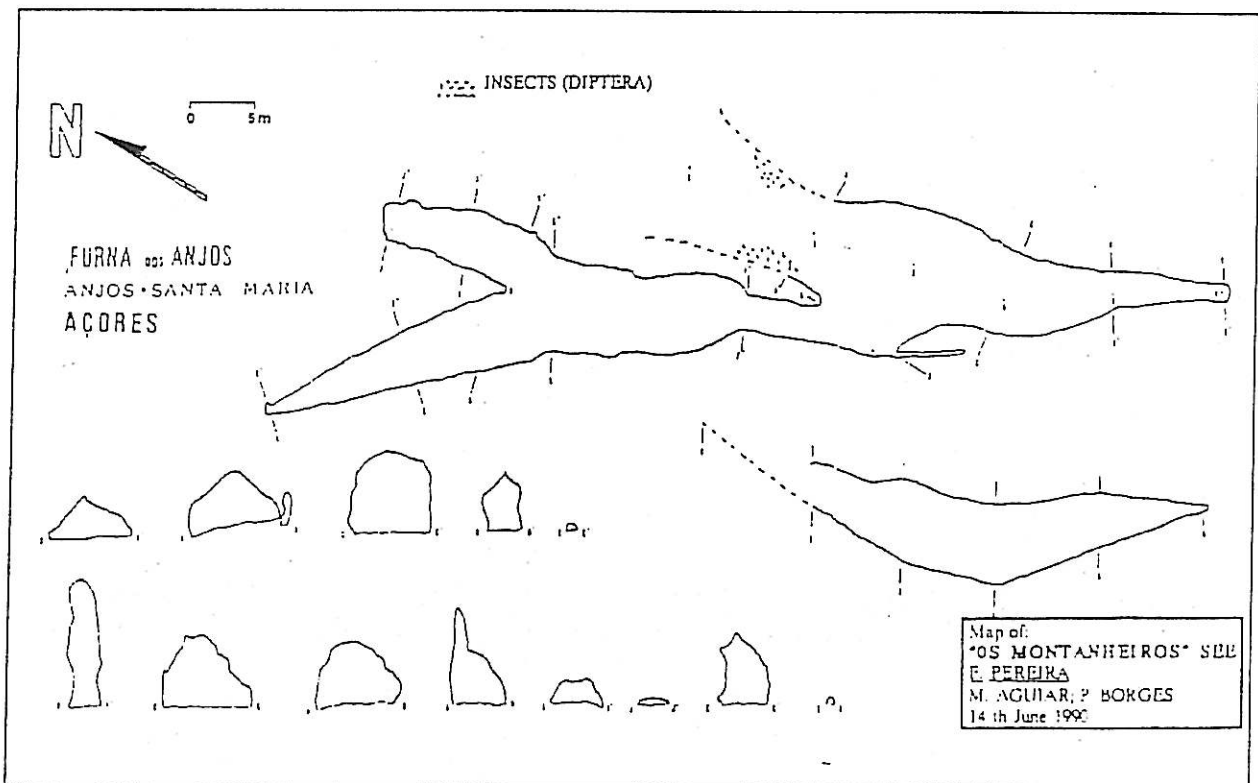 INSECTS (DIPTERA)
N
0 5m
FURNA DOS ANJOS
ANJOS·SANTA MARIA
AÇORES
Map of:
"OS MONTANHEIROS" SEE
E. PEREIRA
M. AGUIAR; P. BORGES
14 th June 1990